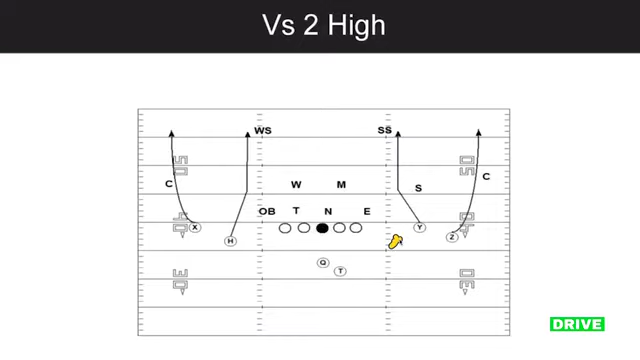 Vs 2 High
WS SS
C W M S C
OB T N E
X H Y Z
Q T
DRIVE